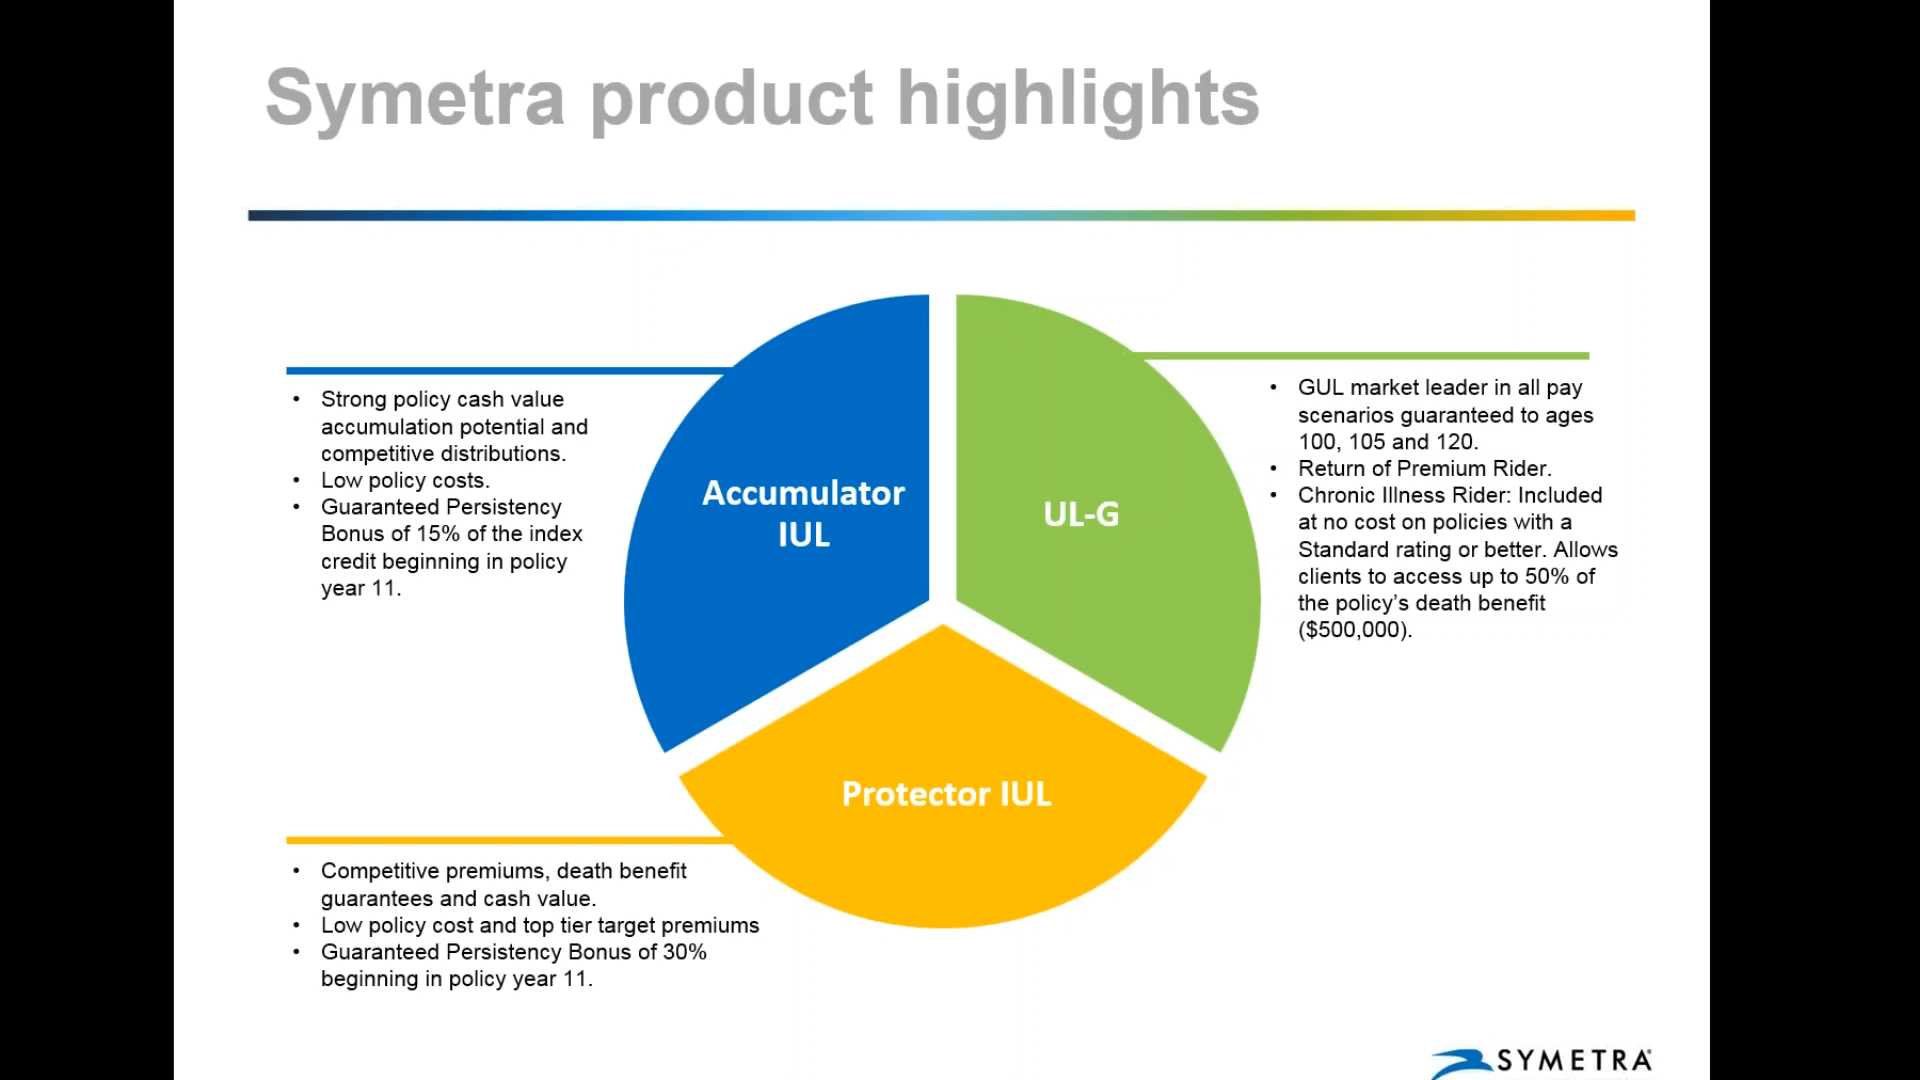 Symetra product highlights
• Strong policy cash value
accumulation potential and
competitive distributions.
• Low policy costs.
• Guaranteed Persistency
Bonus of 15% of the index
credit beginning in policy
year 11.
Accumulator
IUL
UL-G
• GUL market leader in all pay
scenarios guaranteed to ages
100, 105 and 120.
• Return of Premium Rider.
• Chronic Illness Rider: Included
at no cost on policies with a
Standard rating or better. Allows
clients to access up to 50% of
the policy’s death benefit
($500,000).
Protector IUL
• Competitive premiums, death benefit
guarantees and cash value.
• Low policy cost and top tier target premiums
• Guaranteed Persistency Bonus of 30%
beginning in policy year 11.
SYMETRA